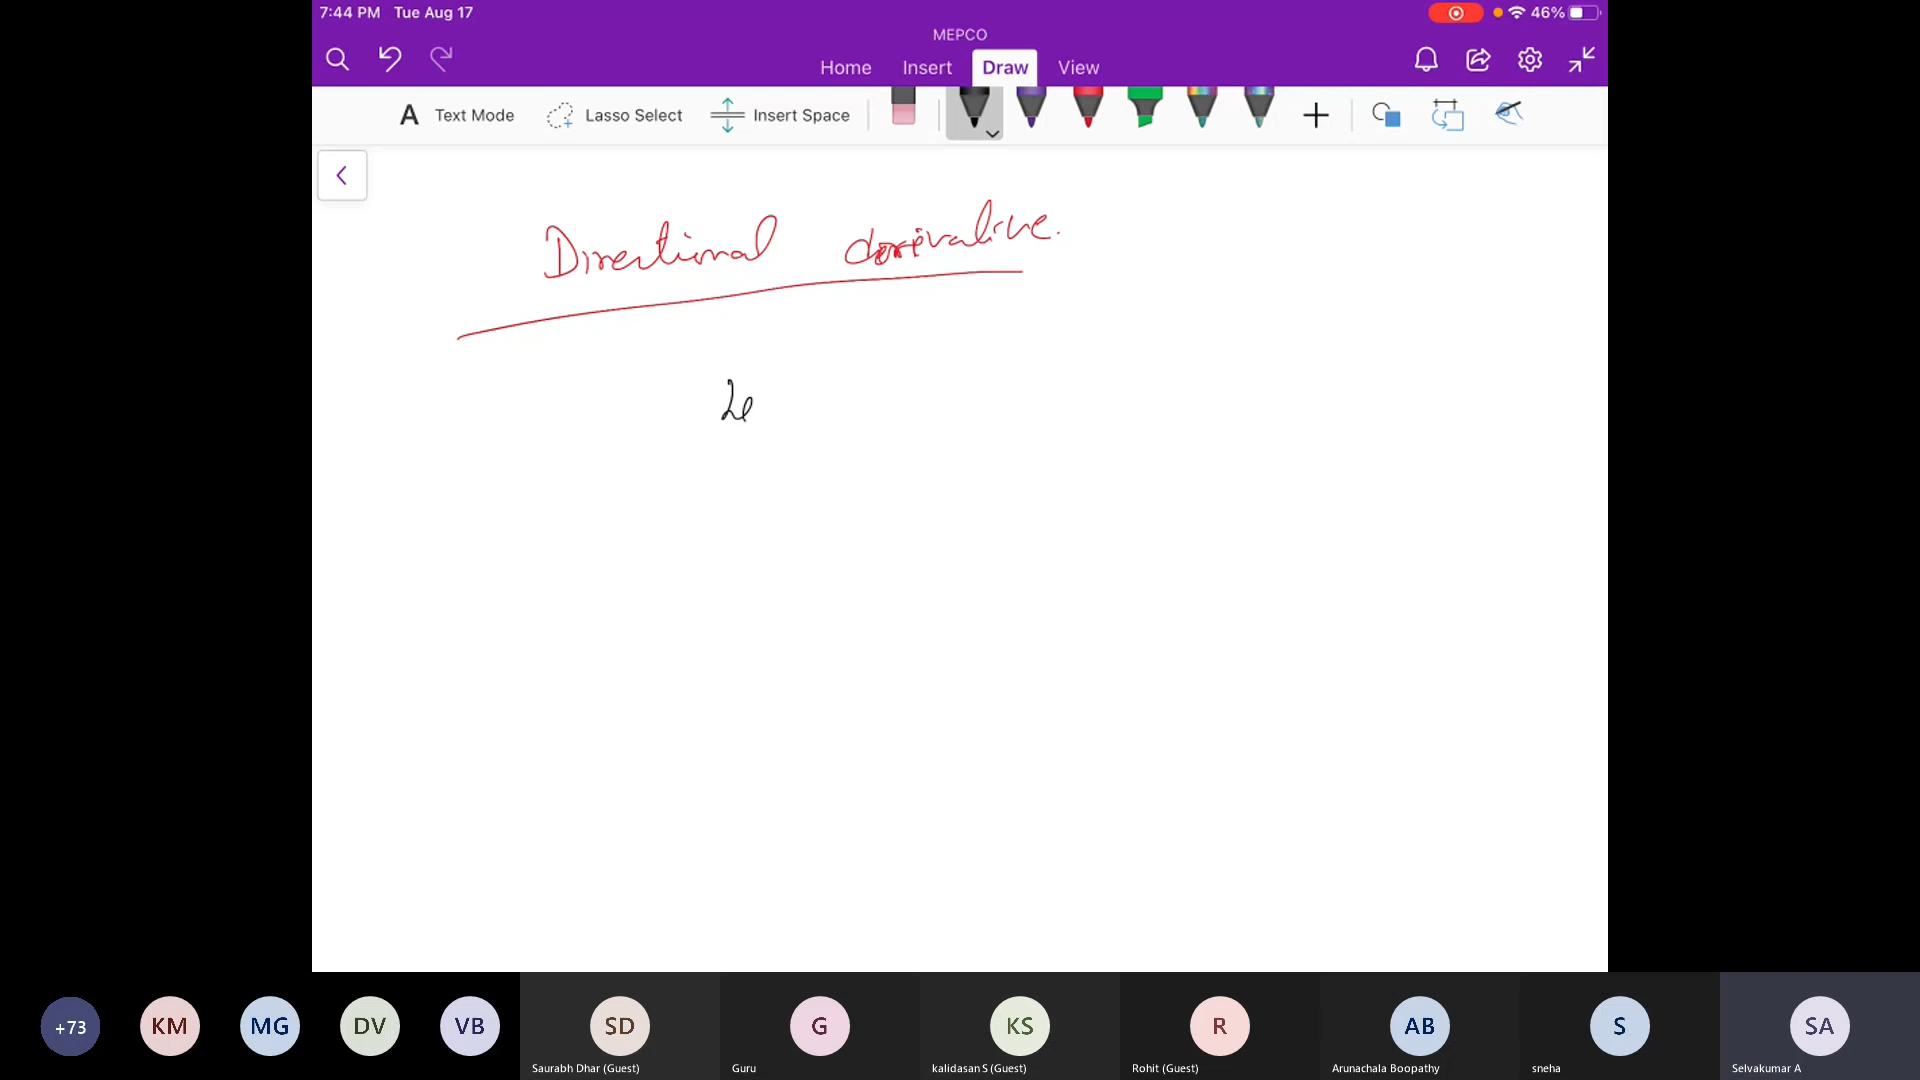 7:44 PM Tue Aug 17
46%
MEPCO
Home Insert Draw View
A Text Mode Lasso Select Insert Space
Directional derivative.
Le
+73 KM MG DV VB SD G KS R AB S SA
Saurabh Dhar (Guest) Guru kalidasan S (Guest) Rohit (Guest) Arunachala Boopathy sneha Selvakumar A